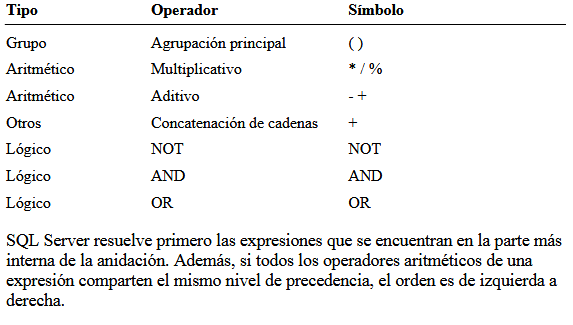 Tipo Operador Símbolo
Grupo Agrupación principal ( )
Aritmético Multiplicativo * / %
Aritmético Aditivo - +
Otros Concatenación de cadenas +
Lógico NOT NOT
Lógico AND AND
Lógico OR OR
SQL Server resuelve primero las expresiones que se encuentran en la parte más
interna de la anidación. Además, si todos los operadores aritméticos de una
expresión comparten el mismo nivel de precedencia, el orden es de izquierda a
derecha.